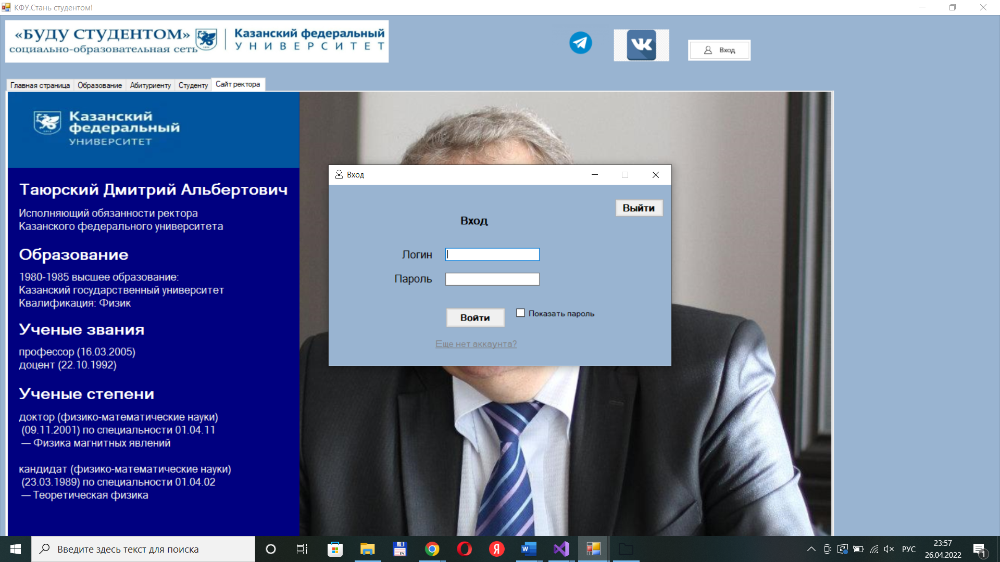 КФУ.Стань студентом!
«БУДУ СТУДЕНТОМ»
социально-образовательная сеть
Казанский федеральный
УНИВЕРСИТЕТ
Вход
Главная страница
Образование
Абитуриенту
Студенту
Сайт ректора
Казанский
федеральный
УНИВЕРСИТЕТ
Таюрский Дмитрий Альбертович
Исполняющий обязанности ректора
Казанского федерального университета
Образование
1980-1985 высшее образование:
Казанский государственный университет
Квалификация: Физик
Ученые звания
профессор (16.03.2005)
доцент (22.10.1992)
Ученые степени
доктор (физико-математические науки)
(09.11.2001) по специальности 01.04.11
— Физика магнитных явлений
кандидат (физико-математические науки)
(23.03.1989) по специальности 01.04.02
— Теоретическая физика
Вход
Выйти
Вход
Логин
Пароль
Войти
Показать пароль
Еще нет аккаунта?
Введите здесь текст для поиска
64
Я
W
РУС
23:57
26.04.2022
1